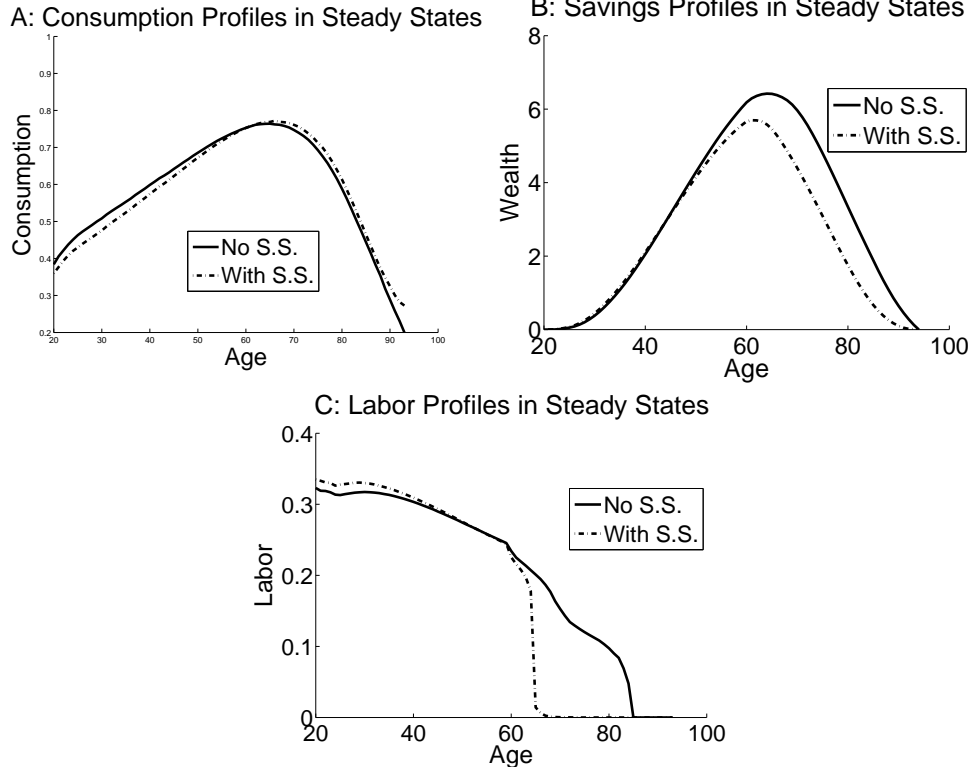 A: Consumption Profiles in Steady States
1
0.9
0.8
0.7
0.6
0.5
0.4
0.3
0.2
Consumption
No S.S.
With S.S.
20 30 40 50 60 70 80 90 100
Age
B: Savings Profiles in Steady States
8
6
4
2
0
Wealth
No S.S.
With S.S.
20 40 60 80 100
Age
C: Labor Profiles in Steady States
0.4
0.3
0.2
0.1
0
Labor
No S.S.
With S.S.
20 40 60 80 100
Age